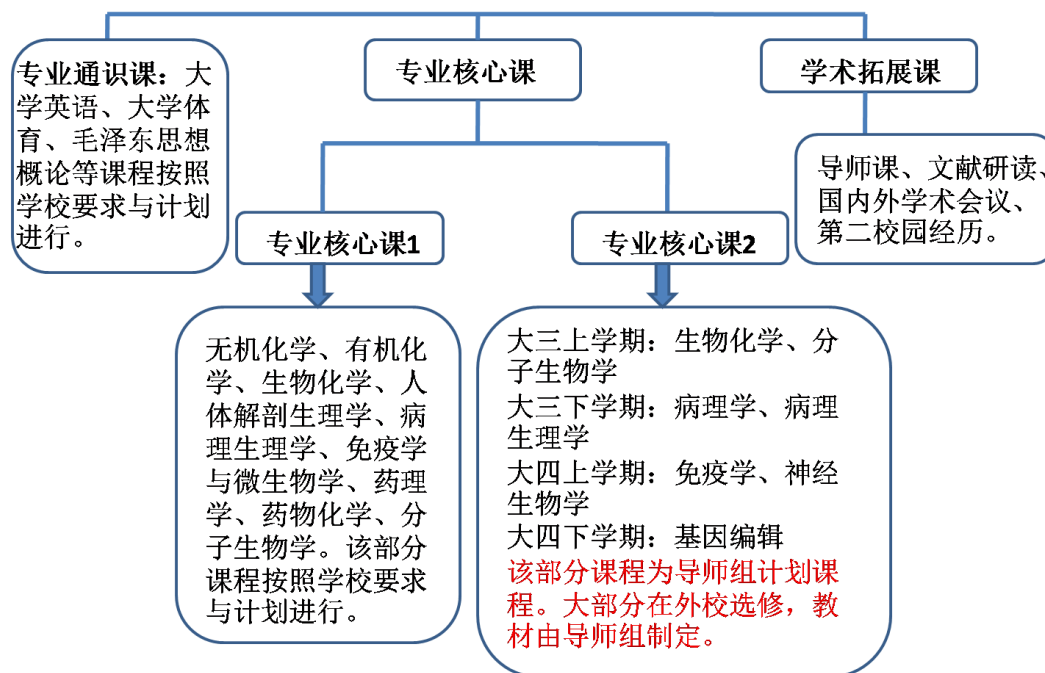 专业通识课：大
学英语、大学体
育、毛泽东思想
概论等课程按照
学校要求与计划
进行。
专业核心课
学术拓展课
导师课、文献研读、
国内外学术会议、
第二校园经历。
专业核心课1
专业核心课2
无机化学、有机化
学、生物化学、人
体解剖生理学、病
理生理学、免疫学
与微生物学、药理
学、药物化学、分
子生物学。该部分
课程按照学校要求
与计划进行。
大三上学期：生物化学、分
子生物学
大三下学期：病理学、病理
生理学
大四上学期：免疫学、神经
生物学
大四下学期：基因编辑
该部分课程为导师组计划课
程。大部分在外校选修，教
材由导师组制定。